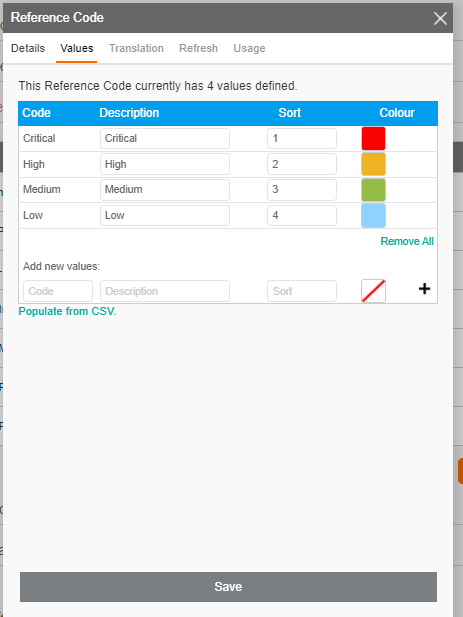 Reference Code
Details Values Translation Refresh Usage
This Reference Code currently has 4 values defined.
Code Description Sort Colour
Critical Critical 1
High High 2
Medium Medium 3
Low Low 4
Remove All
Add new values:
Code Description Sort +
Populate from CSV.
Save